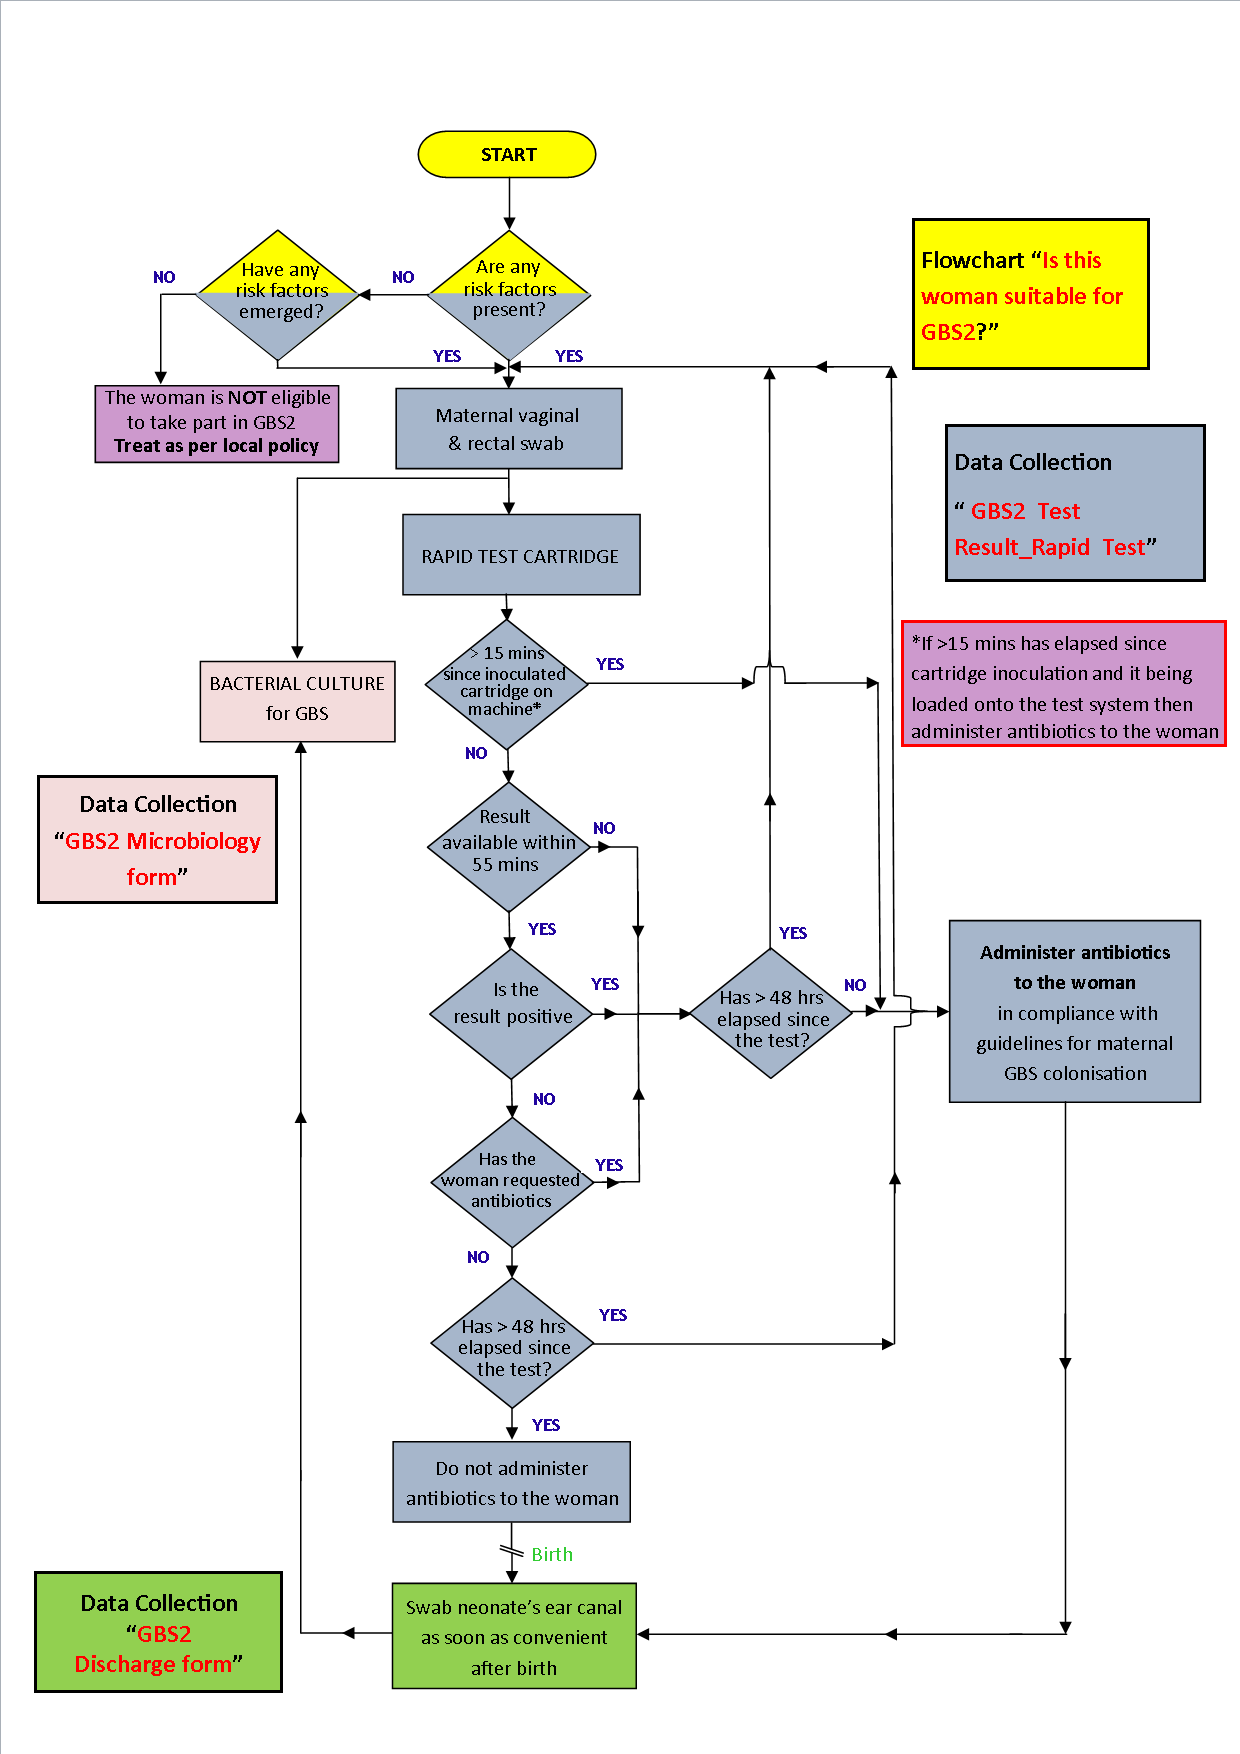 START
Are any
risk factors
present?
NO
Have any
risk factors
emerged?
NO
YES
YES
The woman is NOT eligible
to take part in GBS2
Treat as per local policy
Flowchart “Is this
woman suitable for
GBS2?”
Maternal vaginal
& rectal swab
Data Collection
“ GBS2 Test
Result_Rapid Test”
RAPID TEST CARTRIDGE
> 15 mins
since inoculated
cartridge on
machine*
YES
NO
*If >15 mins has elapsed since
cartridge inoculation and it being
loaded onto the test system then
administer antibiotics to the woman
BACTERIAL CULTURE
for GBS
Data Collection
“GBS2 Microbiology
form”
Result
available within
55 mins
NO
YES
Is the
result positive
YES
NO
Has > 48 hrs
elapsed since
the test?
YES
NO
Administer antibiotics
to the woman
in compliance with
guidelines for maternal
GBS colonisation
Has the
woman requested
antibiotics
YES
NO
Has > 48 hrs
elapsed since
the test?
YES
YES
Do not administer
antibiotics to the woman
Birth
Swab neonate’s ear canal
as soon as convenient
after birth
Data Collection
“GBS2
Discharge form”